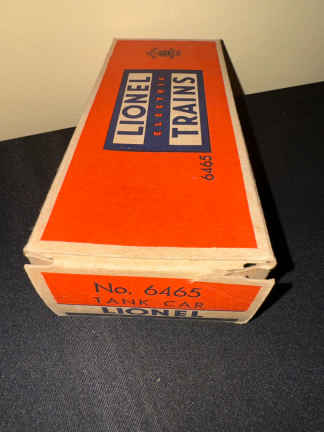 LIONEL
ELECTRIC
TRAINS
6465
No. 6465
TANK CAR
LIONEL